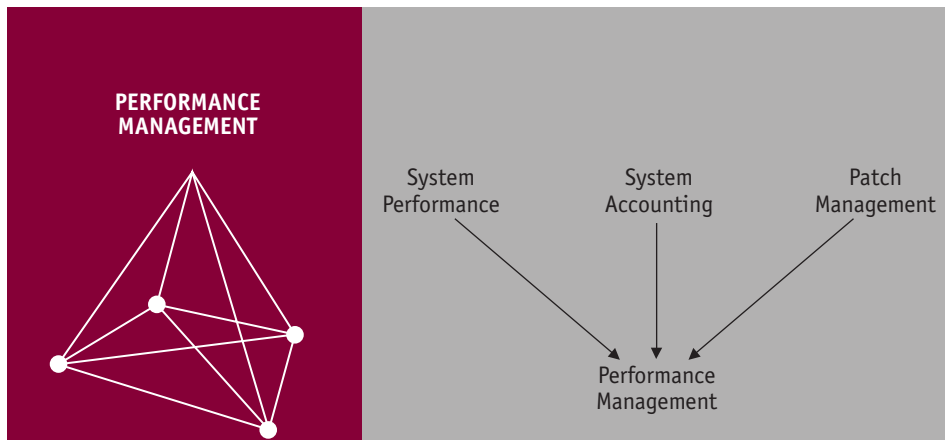 PERFORMANCE
MANAGEMENT
System
Performance
System
Accounting
Patch
Management
Performance
Management